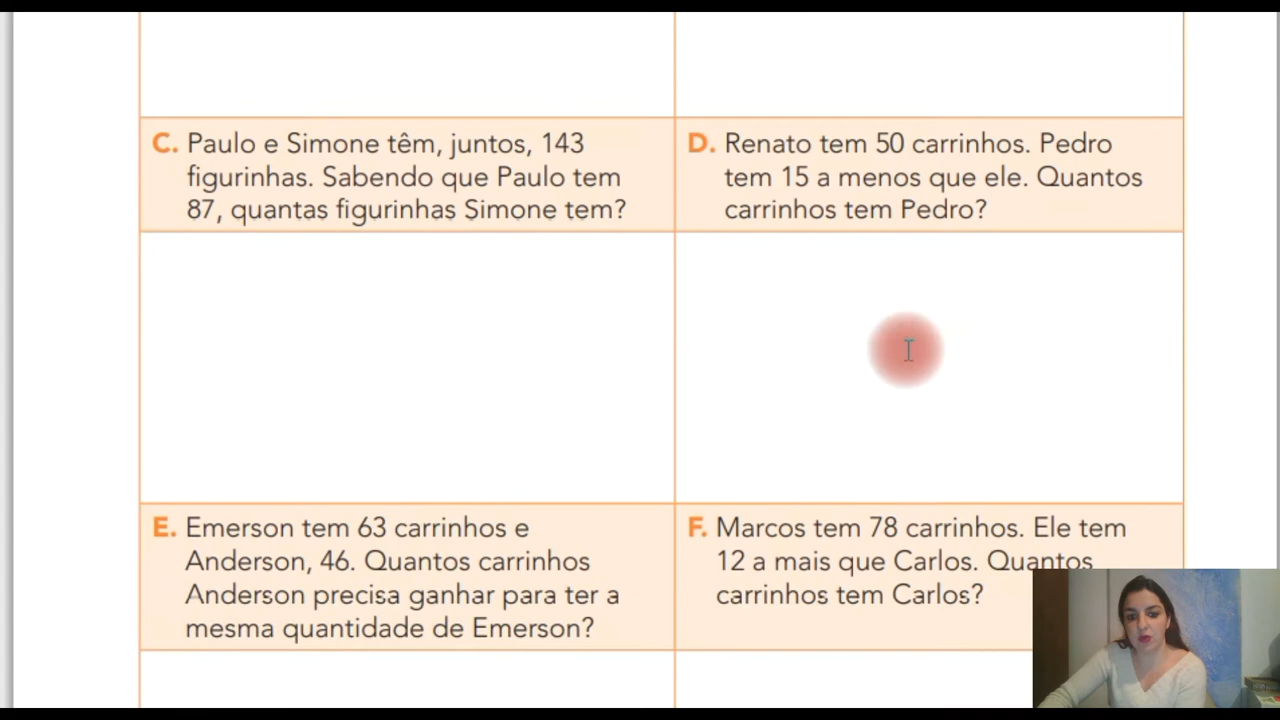 C. Paulo e Simone têm, juntos, 143
figurinhas. Sabendo que Paulo tem
87, quantas figurinhas Simone tem?
D. Renato tem 50 carrinhos. Pedro
tem 15 a menos que ele. Quantos
carrinhos tem Pedro?
E. Emerson tem 63 carrinhos e
Anderson, 46. Quantos carrinhos
Anderson precisa ganhar para ter a
mesma quantidade de Emerson?
F. Marcos tem 78 carrinhos. Ele tem
12 a mais que Carlos. Quantos
carrinhos tem Carlos?